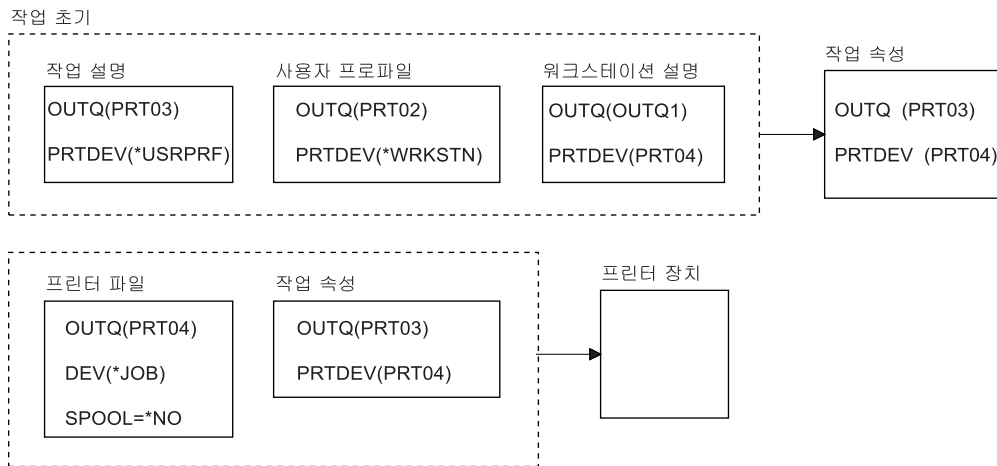 작업 초기
작업 설명
OUTQ(PRT03)
PRTDEV(*USRPRF)
사용자 프로파일
OUTQ(PRT02)
PRTDEV(*WRKSTN)
워크스테이션 설명
OUTQ(OUTQ1)
PRTDEV(PRT04)
작업 속성
OUTQ (PRT03)
PRTDEV (PRT04)
프린터 파일
OUTQ(PRT04)
DEV(*JOB)
SPOOL=*NO
작업 속성
OUTQ(PRT03)
PRTDEV(PRT04)
프린터 장치